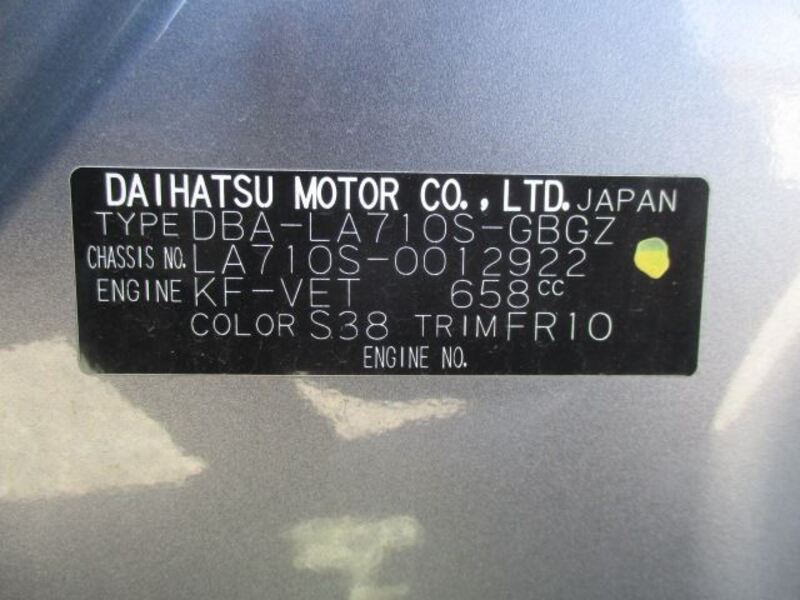 DAIHATSU MOTOR CO., LTD. JAPAN
TYPE DBA-LA710S-GBGZ
CHASSIS NO. LA710S-0012922
ENGINE KF-VET 658cc
COLOR S38 TRIM FR10
ENGINE NO.